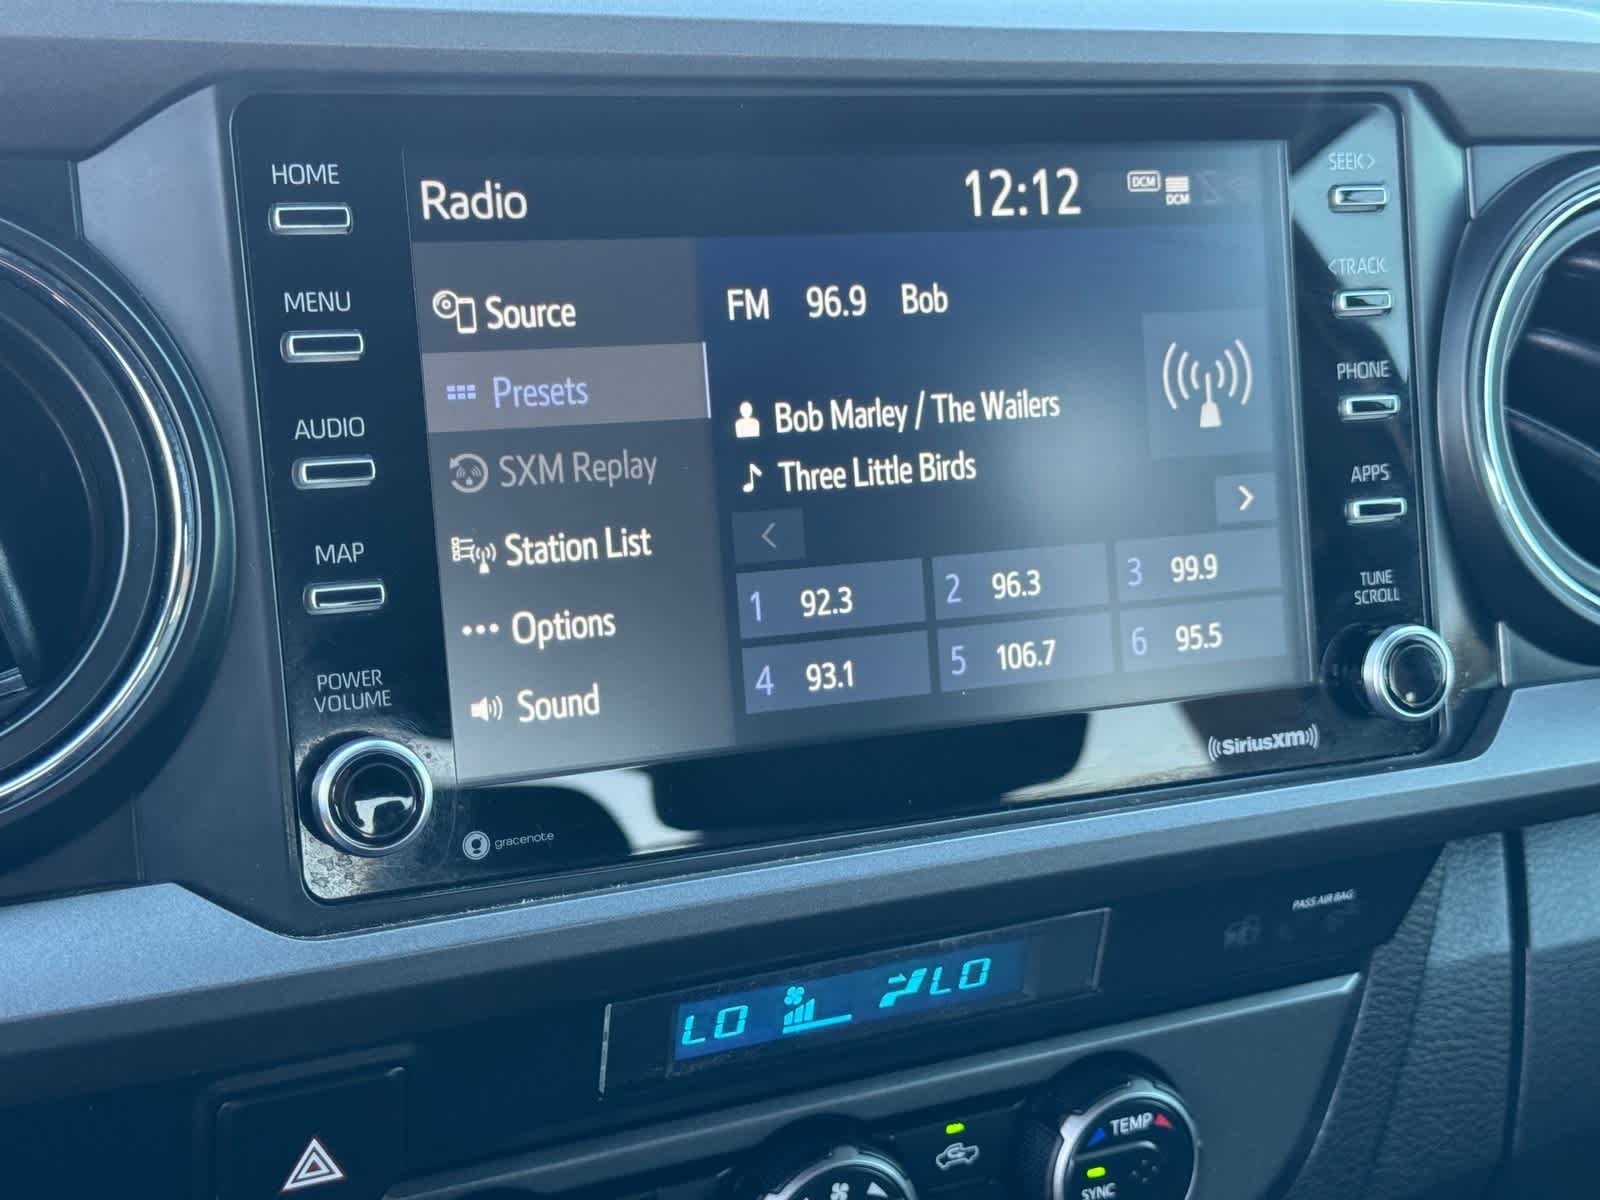 HOME
MENU
AUDIO
MAP
POWER
VOLUME
Radio
12:12
DCM
DCM
Source
Presets
SXM Replay
Station List
Options
Sound
FM 96.9 Bob
Bob Marley / The Wailers
Three Little Birds
<
>
1 92.3
2 96.3
3 99.9
4 93.1
5 106.7
6 95.5
SEEK>
<TRACK
PHONE
APPS
TUNE
SCROLL
SiriusXM
gracenote
PASS AIR BAG
LO
LO
TEMP
SYNC